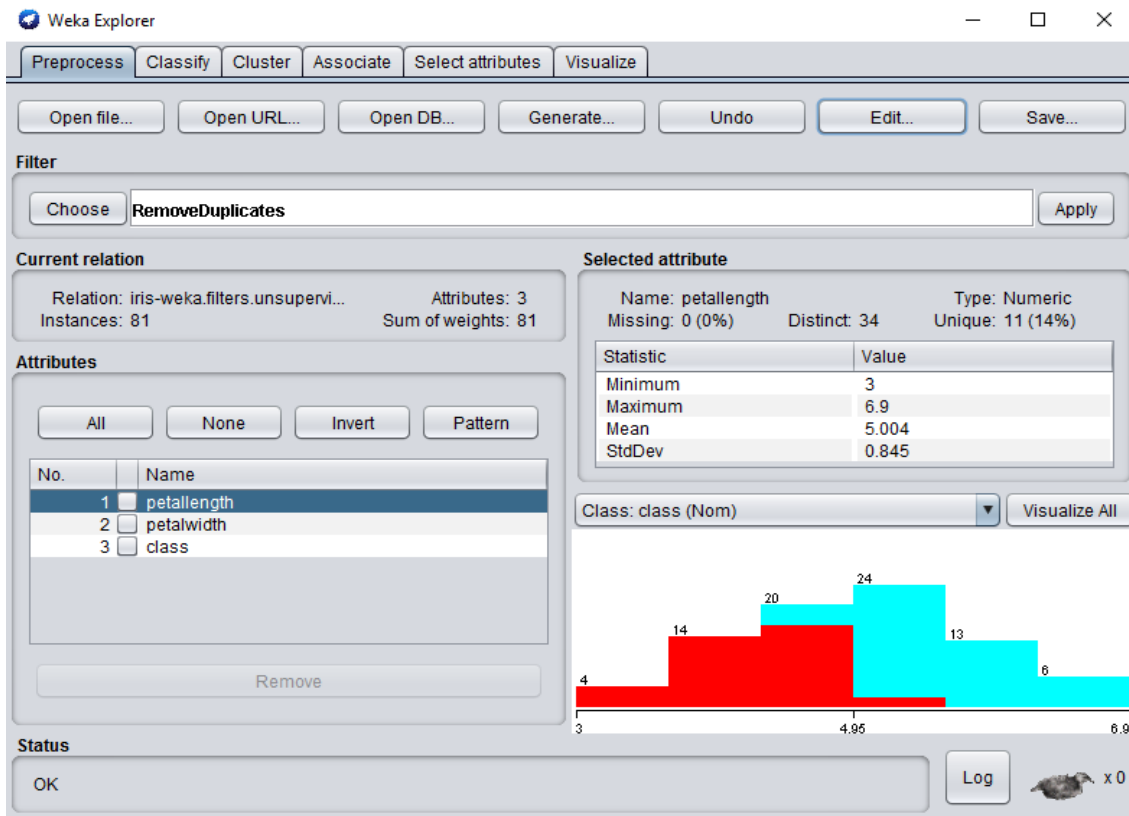 Weka Explorer
Preprocess Classify Cluster Associate Select attributes Visualize
Open file... Open URL... Open DB... Generate... Undo Edit... Save...
Filter
Choose RemoveDuplicates Apply
Current relation
Relation: iris-weka.filters.unsupervi... Attributes: 3
Instances: 81 Sum of weights: 81
Attributes
All None Invert Pattern
No. Name
1 petallength
2 petalwidth
3 class
Remove
Selected attribute
Name: petallength Type: Numeric
Missing: 0 (0%) Distinct: 34 Unique: 11 (14%)
Statistic Value
Minimum 3
Maximum 6.9
Mean 5.004
StdDev 0.845
Class: class (Nom) Visualize All
4 14 20 24 13 6
3 4.95 6.9
Status
OK Log x 0